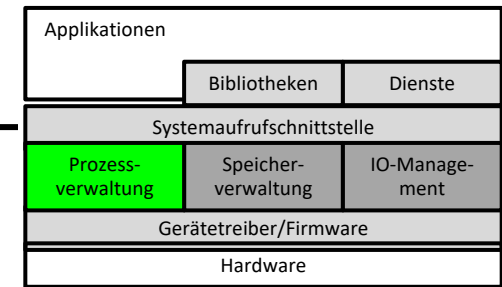 Applikationen
Bibliotheken
Dienste
Systemaufrufschnittstelle
Prozess-
verwaltung
Speicher-
verwaltung
IO-Manage-
ment
Gerätetreiber/Firmware
Hardware